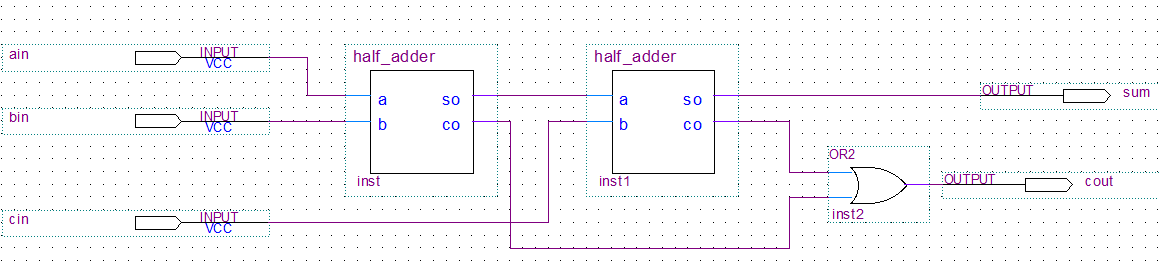 ain
INPUT
VCC
bin
INPUT
VCC
cin
INPUT
VCC
half_adder
a so
b co
inst
half_adder
a so
b co
inst1
OR2
inst2
OUTPUT
sum
OUTPUT
cout